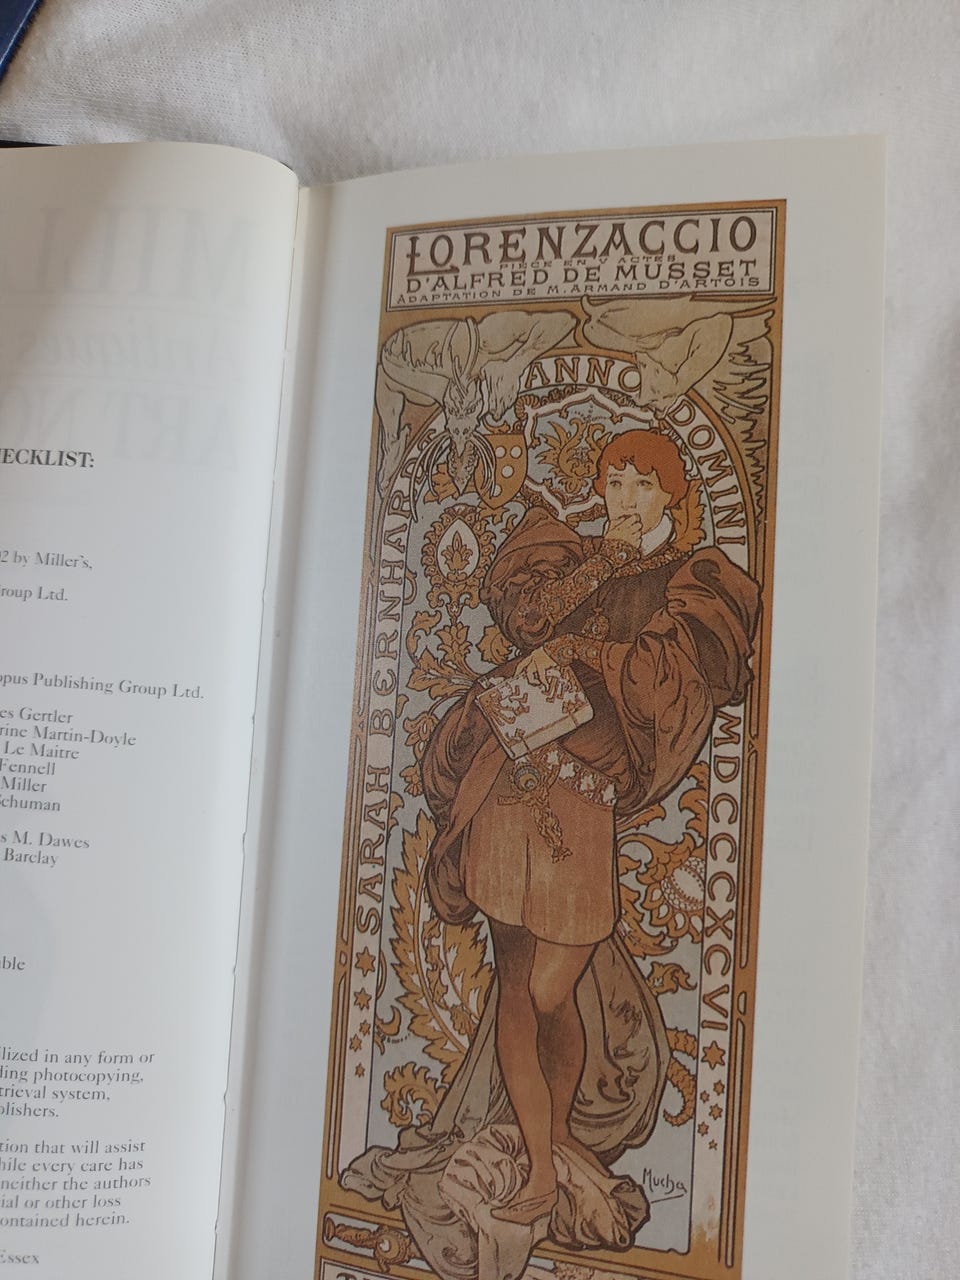 ECKLIST:
2 by Miller's,
roup Ltd.
opus Publishing Group Ltd.
es Gertler
rine Martin-Doyle
Le Maitre
Fennell
Miller
Schuman
s M. Dawes
Barclay
ble
ilized in any form or
ding photocopying,
trieval system,
blishers.
tion that will assist
hile every care has
neither the authors
ial or other loss
ontained herein.
Essex
LORENZACCIO
PIECE EN V ACTES
D'ALFRED DE MUSSET
ADAPTATION DE M. ARMAND D'ARTOIS
ANNO DOMINI MDCCCXCVI
SARAH BERNHARD
Mucha